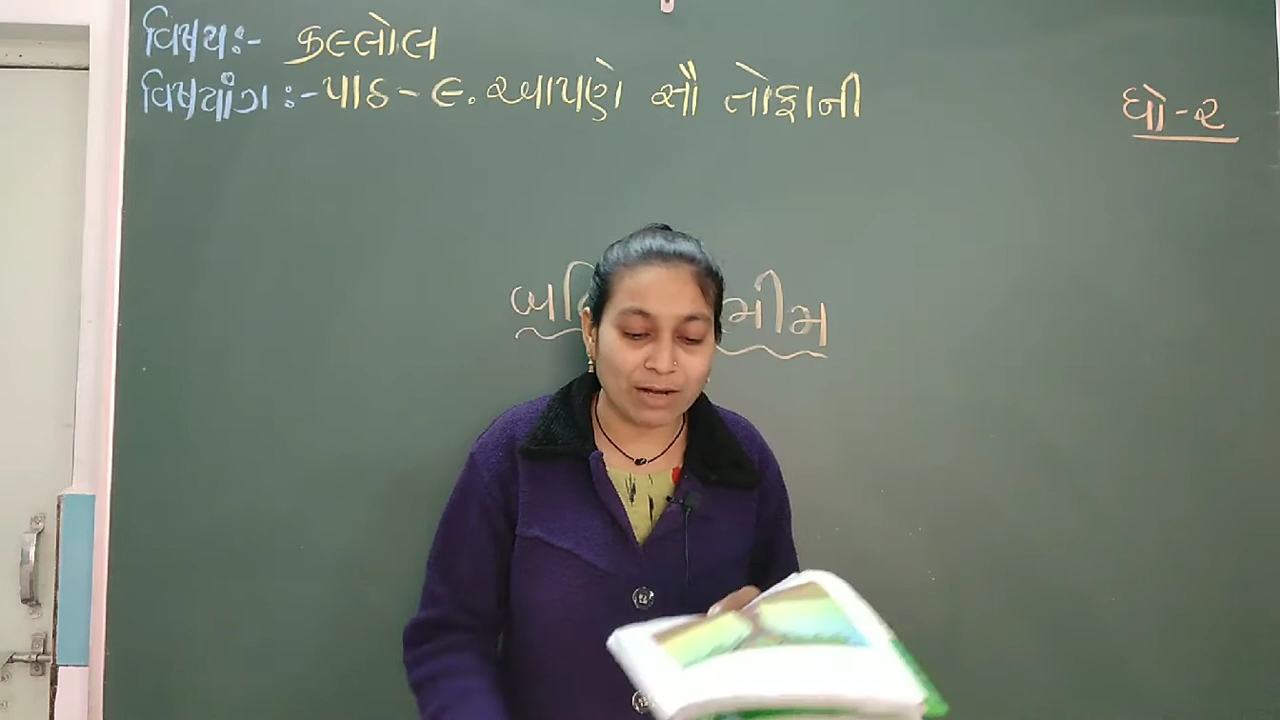 વિષય:- કલ્લોલ
વિષયાંગ :- પાઠ - ૯. આપણે સૌ તોફાની
ધો-૨